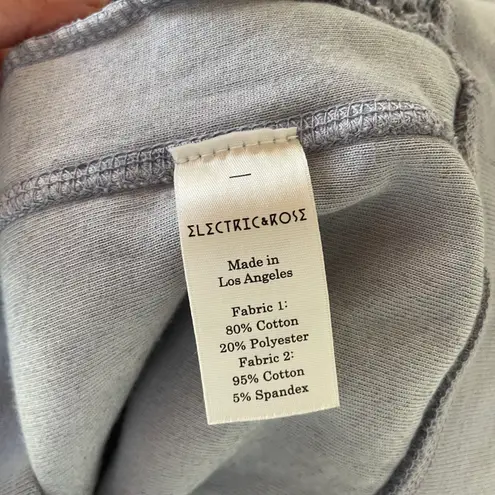 ELECTRIC&ROSE
Made in
Los Angeles
Fabric 1:
80% Cotton
20% Polyester
Fabric 2:
95% Cotton
5% Spandex